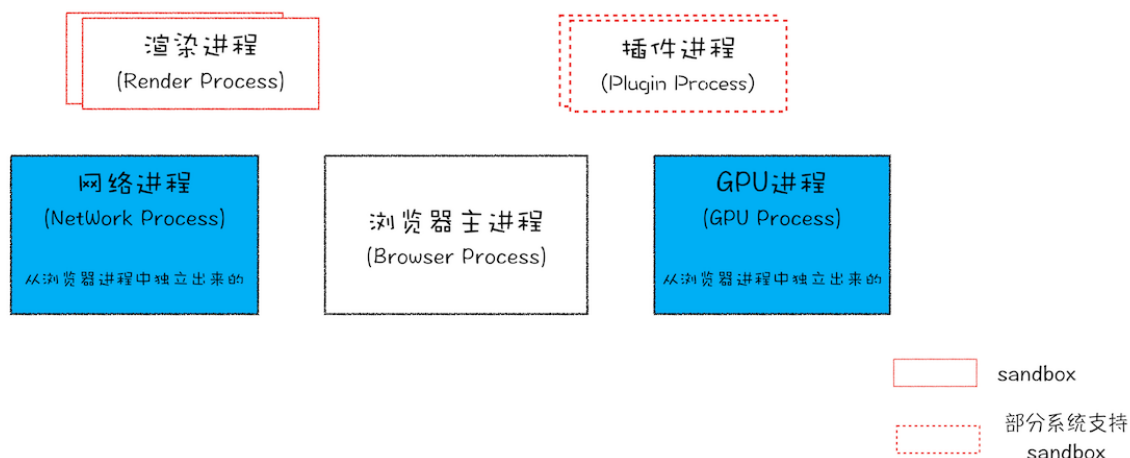 渲染进程
(Render Process)
插件进程
(Plugin Process)
网络进程
(NetWork Process)
从浏览器进程中独立出来的
浏览器主进程
(Browser Process)
GPU进程
(GPU Process)
从浏览器进程中独立出来的
sandbox
部分系统支持
sandbox